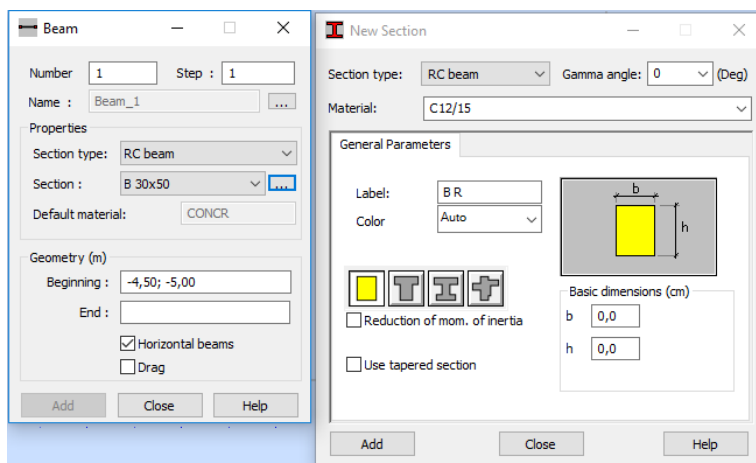 Beam
Number 1 Step : 1
Name : Beam_1 ...
Properties
Section type: RC beam
Section : B 30x50 ...
Default material: CONCR
Geometry (m)
Beginning : -4,50; -5,00
End :
Horizontal beams
Drag
Add Close Help
New Section
Section type: RC beam Gamma angle: 0 (Deg)
Material: C12/15
General Parameters
Label: B R
Color Auto
b
h
Reduction of mom. of inertia
Use tapered section
Basic dimensions (cm)
b 0,0
h 0,0
Add Close Help